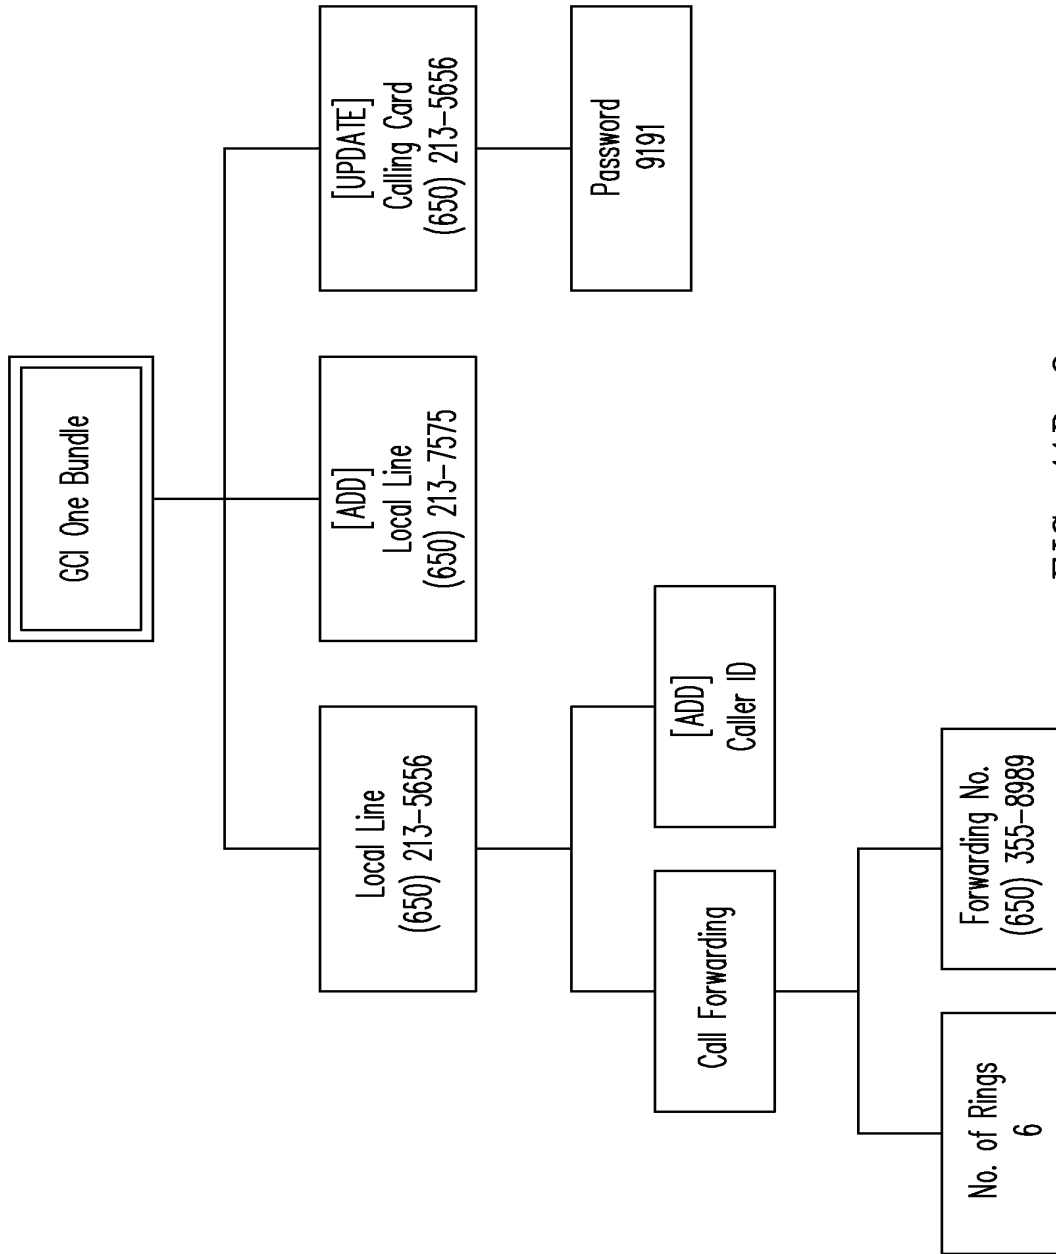 GCI One Bundle
Local Line
(650) 213-5656
[ADD]
Local Line
(650) 213-7575
[UPDATE]
Calling Card
(650) 213-5656
Call Forwarding
[ADD]
Caller ID
Password
9191
No. of Rings
6
Forwarding No.
(650) 355-8989